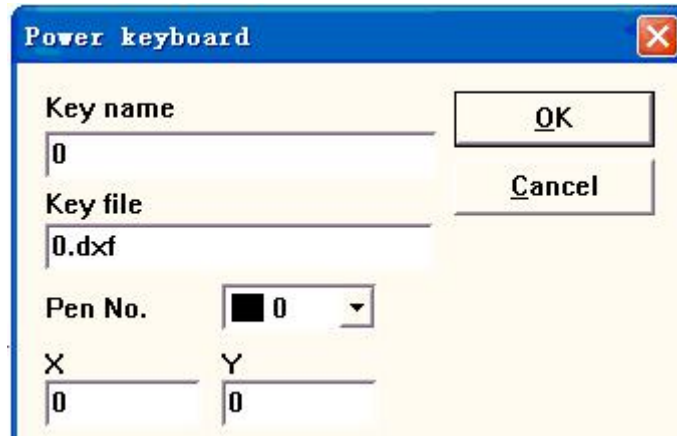 Power keyboard
Key name
OK
0
Cancel
Key file
0.dxf
Pen No.
0
X Y
0 0